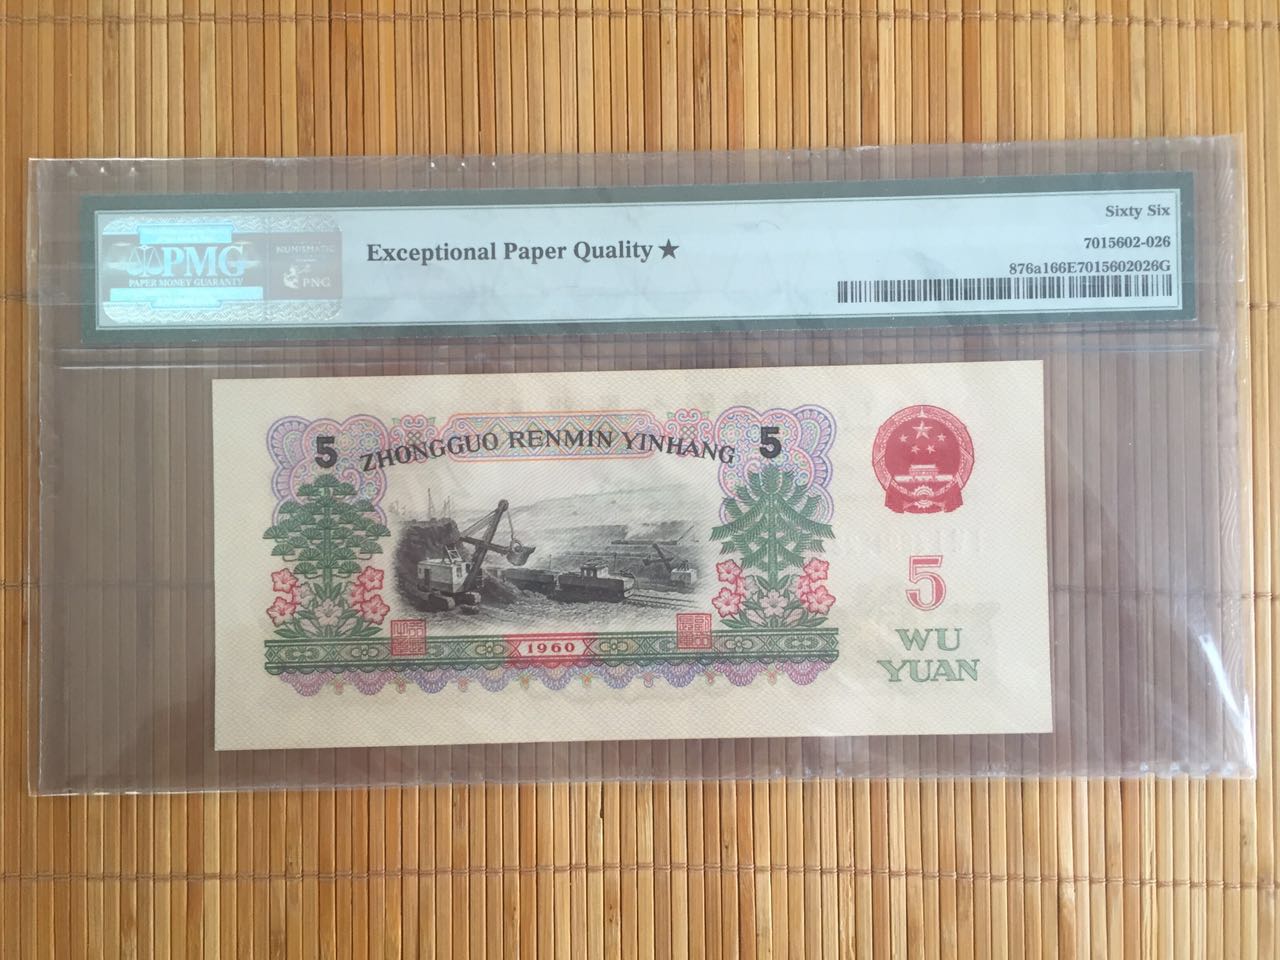 Sixty Six
PMG
PAPER MONEY GUARANTY
NUMISMATIC
PNG
Exceptional Paper Quality ★
7015602-026
876a166E7015602026G
5 ZHONGGUO RENMIN YINHANG 5
5
1960
WU
YUAN